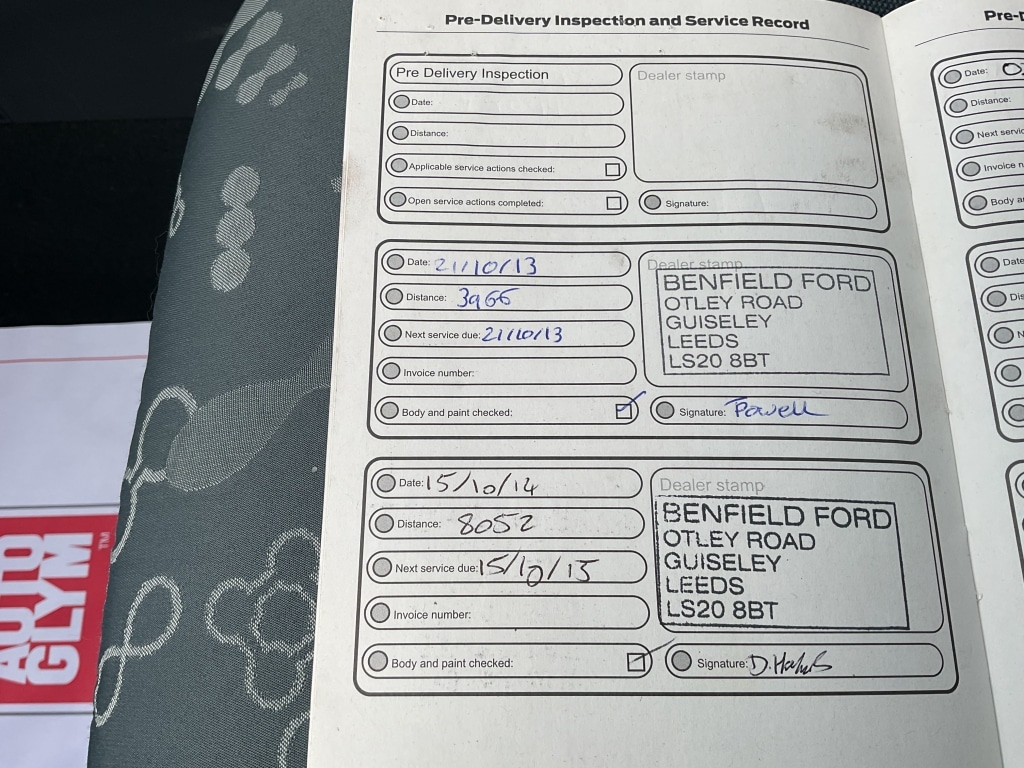 Pre-Delivery Inspection and Service Record
Pre Delivery Inspection
Date:
Distance:
Applicable service actions checked:
Open service actions completed:
Dealer stamp
Signature:
Date: 21/10/13
Distance: 3966
Next service due: 21/10/13
Invoice number:
Body and paint checked:
Dealer stamp
BENFIELD FORD
OTLEY ROAD
GUISELEY
LEEDS
LS20 8BT
Signature: Powell
Date: 15/10/14
Distance: 8052
Next service due: 15/10/15
Invoice number:
Body and paint checked:
Dealer stamp
BENFIELD FORD
OTLEY ROAD
GUISELEY
LEEDS
LS20 8BT
Signature: D.
Date:
Distance:
Date
AUTO
GLYM™